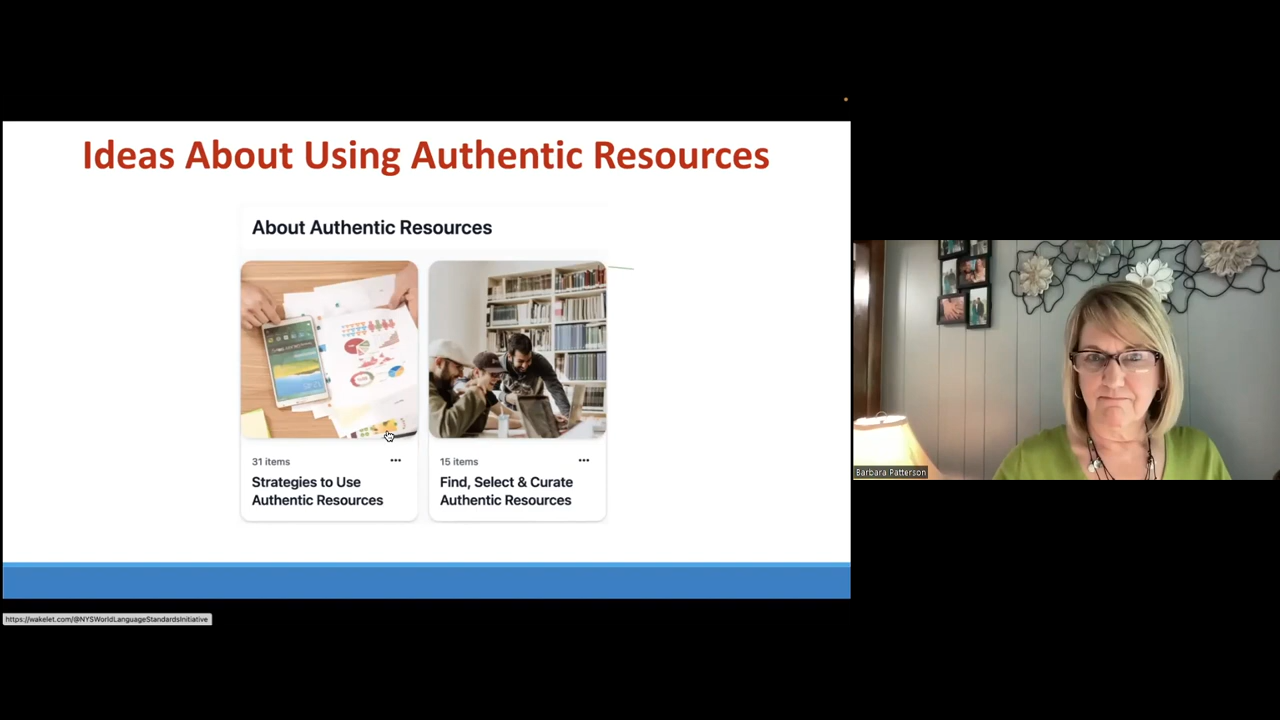 Ideas About Using Authentic Resources
About Authentic Resources
31 items
Strategies to Use
Authentic Resources
15 items
Find, Select & Curate
Authentic Resources
Barbara Patterson
https://wakelet.com/@NYSWorldLanguageStandardsInitiative